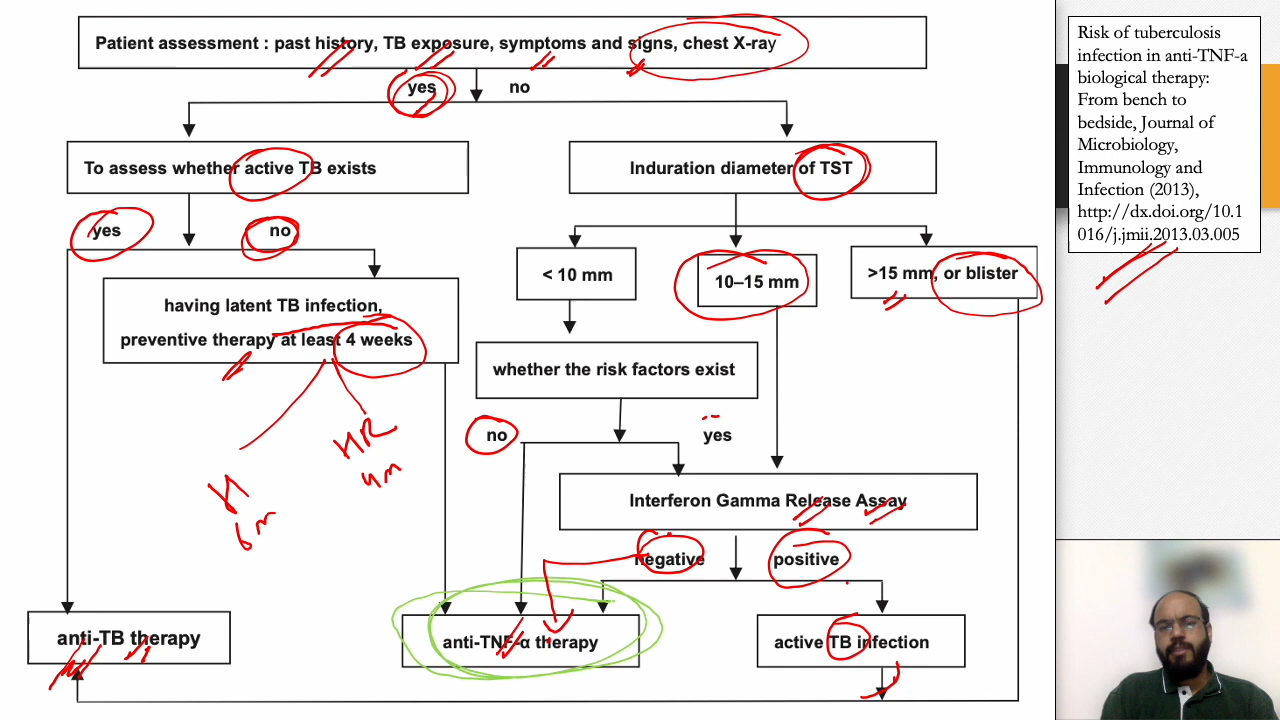 Patient assessment : past history, TB exposure, symptoms and signs, chest X-ray
yes
no
To assess whether active TB exists
Induration diameter of TST
yes
no
< 10 mm
10–15 mm
>15 mm, or blister
having latent TB infection,
preventive therapy at least 4 weeks
whether the risk factors exist
no
yes
HR
4m
H
6m
Interferon Gamma Release Assay
negative
positive
anti-TB therapy
anti-TNF-α therapy
active TB infection
Risk of tuberculosis
infection in anti-TNF-a
biological therapy:
From bench to
bedside, Journal of
Microbiology,
Immunology and
Infection (2013),
http://dx.doi.org/10.1
016/j.jmii.2013.03.005